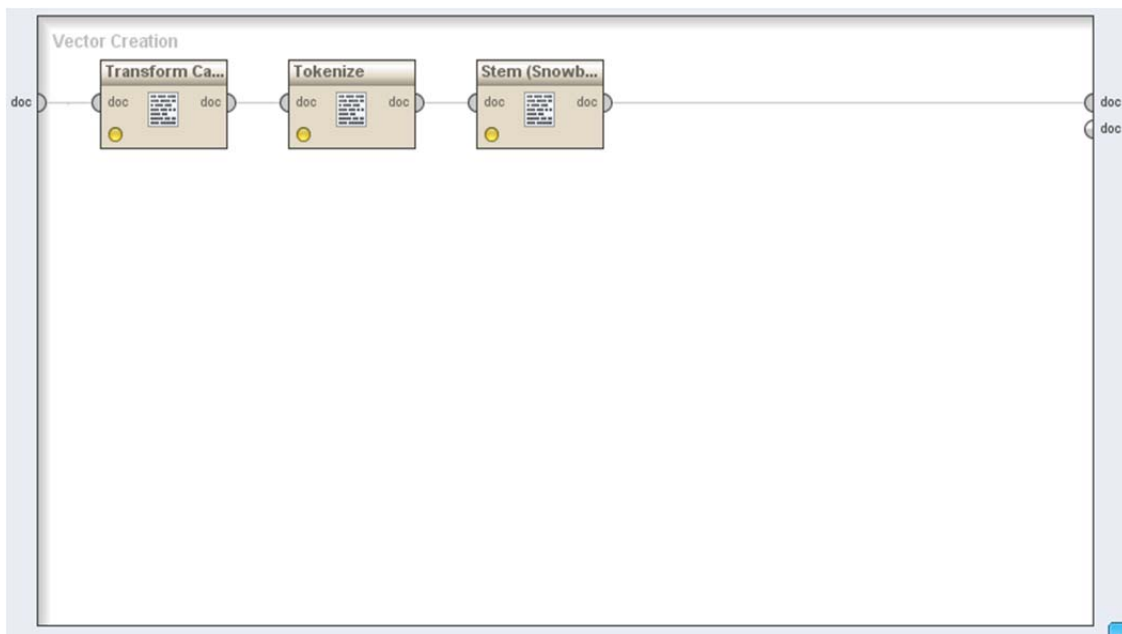 Vector Creation
Transform Ca... Tokenize Stem (Snowb...
doc doc doc doc doc doc doc doc
doc